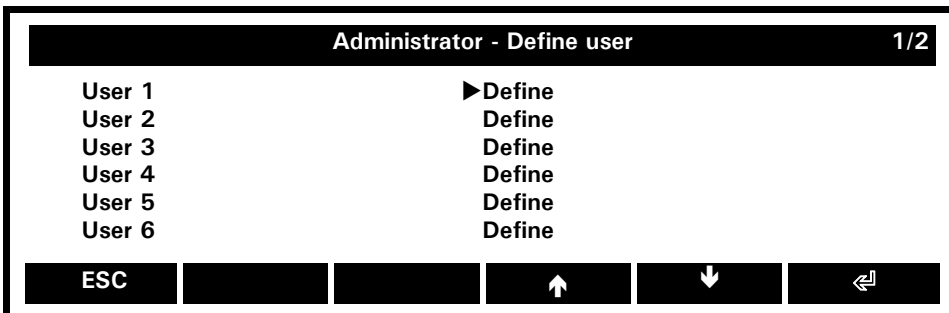 Administrator - Define user 1/2
User 1 ▶Define
User 2 Define
User 3 Define
User 4 Define
User 5 Define
User 6 Define
ESC ↑ ↓ ↵